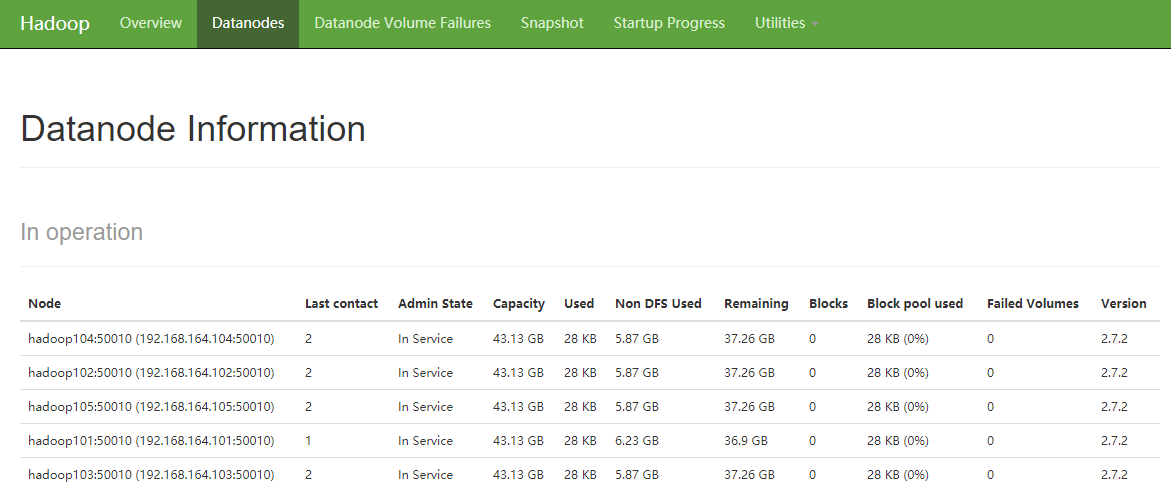 Hadoop Overview Datanodes Datanode Volume Failures Snapshot Startup Progress Utilities
Datanode Information
In operation
Node Last contact Admin State Capacity Used Non DFS Used Remaining Blocks Block pool used Failed Volumes Version
hadoop104:50010 (192.168.164.104:50010) 2 In Service 43.13 GB 28 KB 5.87 GB 37.26 GB 0 28 KB (0%) 0 2.7.2
hadoop102:50010 (192.168.164.102:50010) 2 In Service 43.13 GB 28 KB 5.87 GB 37.26 GB 0 28 KB (0%) 0 2.7.2
hadoop105:50010 (192.168.164.105:50010) 2 In Service 43.13 GB 28 KB 5.87 GB 37.26 GB 0 28 KB (0%) 0 2.7.2
hadoop101:50010 (192.168.164.101:50010) 1 In Service 43.13 GB 28 KB 6.23 GB 36.9 GB 0 28 KB (0%) 0 2.7.2
hadoop103:50010 (192.168.164.103:50010) 2 In Service 43.13 GB 28 KB 5.87 GB 37.26 GB 0 28 KB (0%) 0 2.7.2